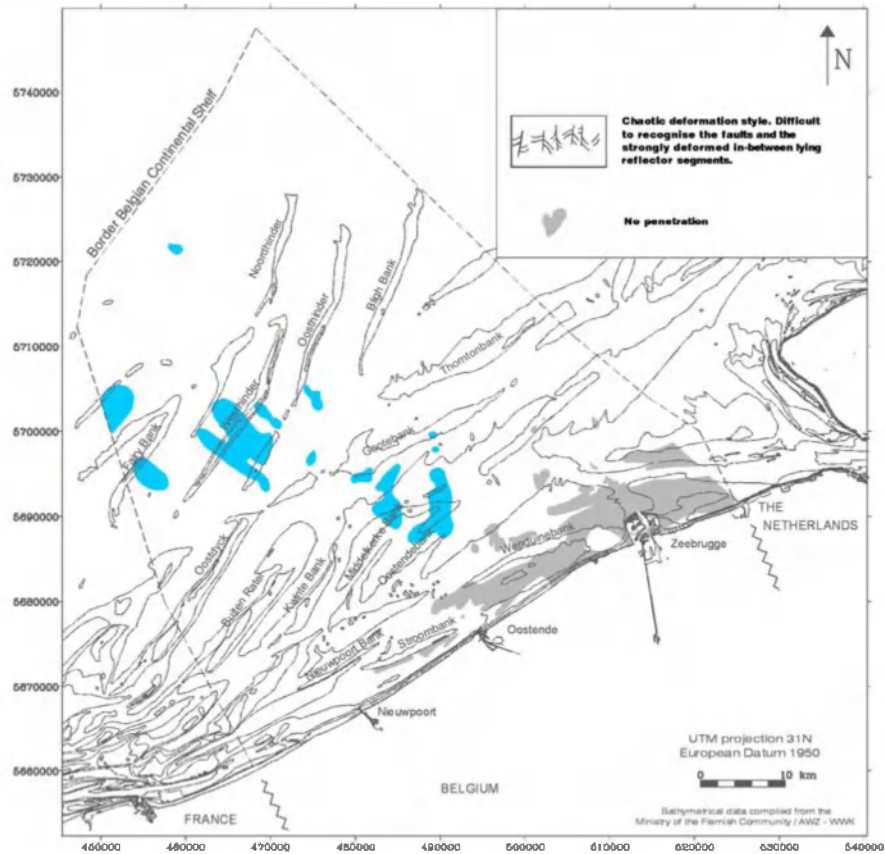 5740000
5730000
5720000
5710000
5700000
5690000
5680000
5670000
5660000
Border Belgian Continental Shelf
N
Chaotic deformation style. Difficult
to recognise the faults and the
strongly deformed in-between lying
reflector segments.
No penetration
Noordhinder
Oosthinder
Bligh Bank
Thorntonbank
Westhinder
Fairy Bank
Gootebank
Oostdyck
Buiten Ratel
Kwinte Bank
Middelkerke Bank
Oostendebank
Wenduinebank
Nieuwpoort Bank
Stroombank
THE
NETHERLANDS
Zeebrugge
Oostende
Nieuwpoort
BELGIUM
FRANCE
UTM projection 31N
European Datum 1950
0 10 km
Bathymetrical data compiled from the
Ministry of the Flemish Community / AWZ - WWK
460000 460000 470000 480000 490000 500000 510000 520000 530000 540000